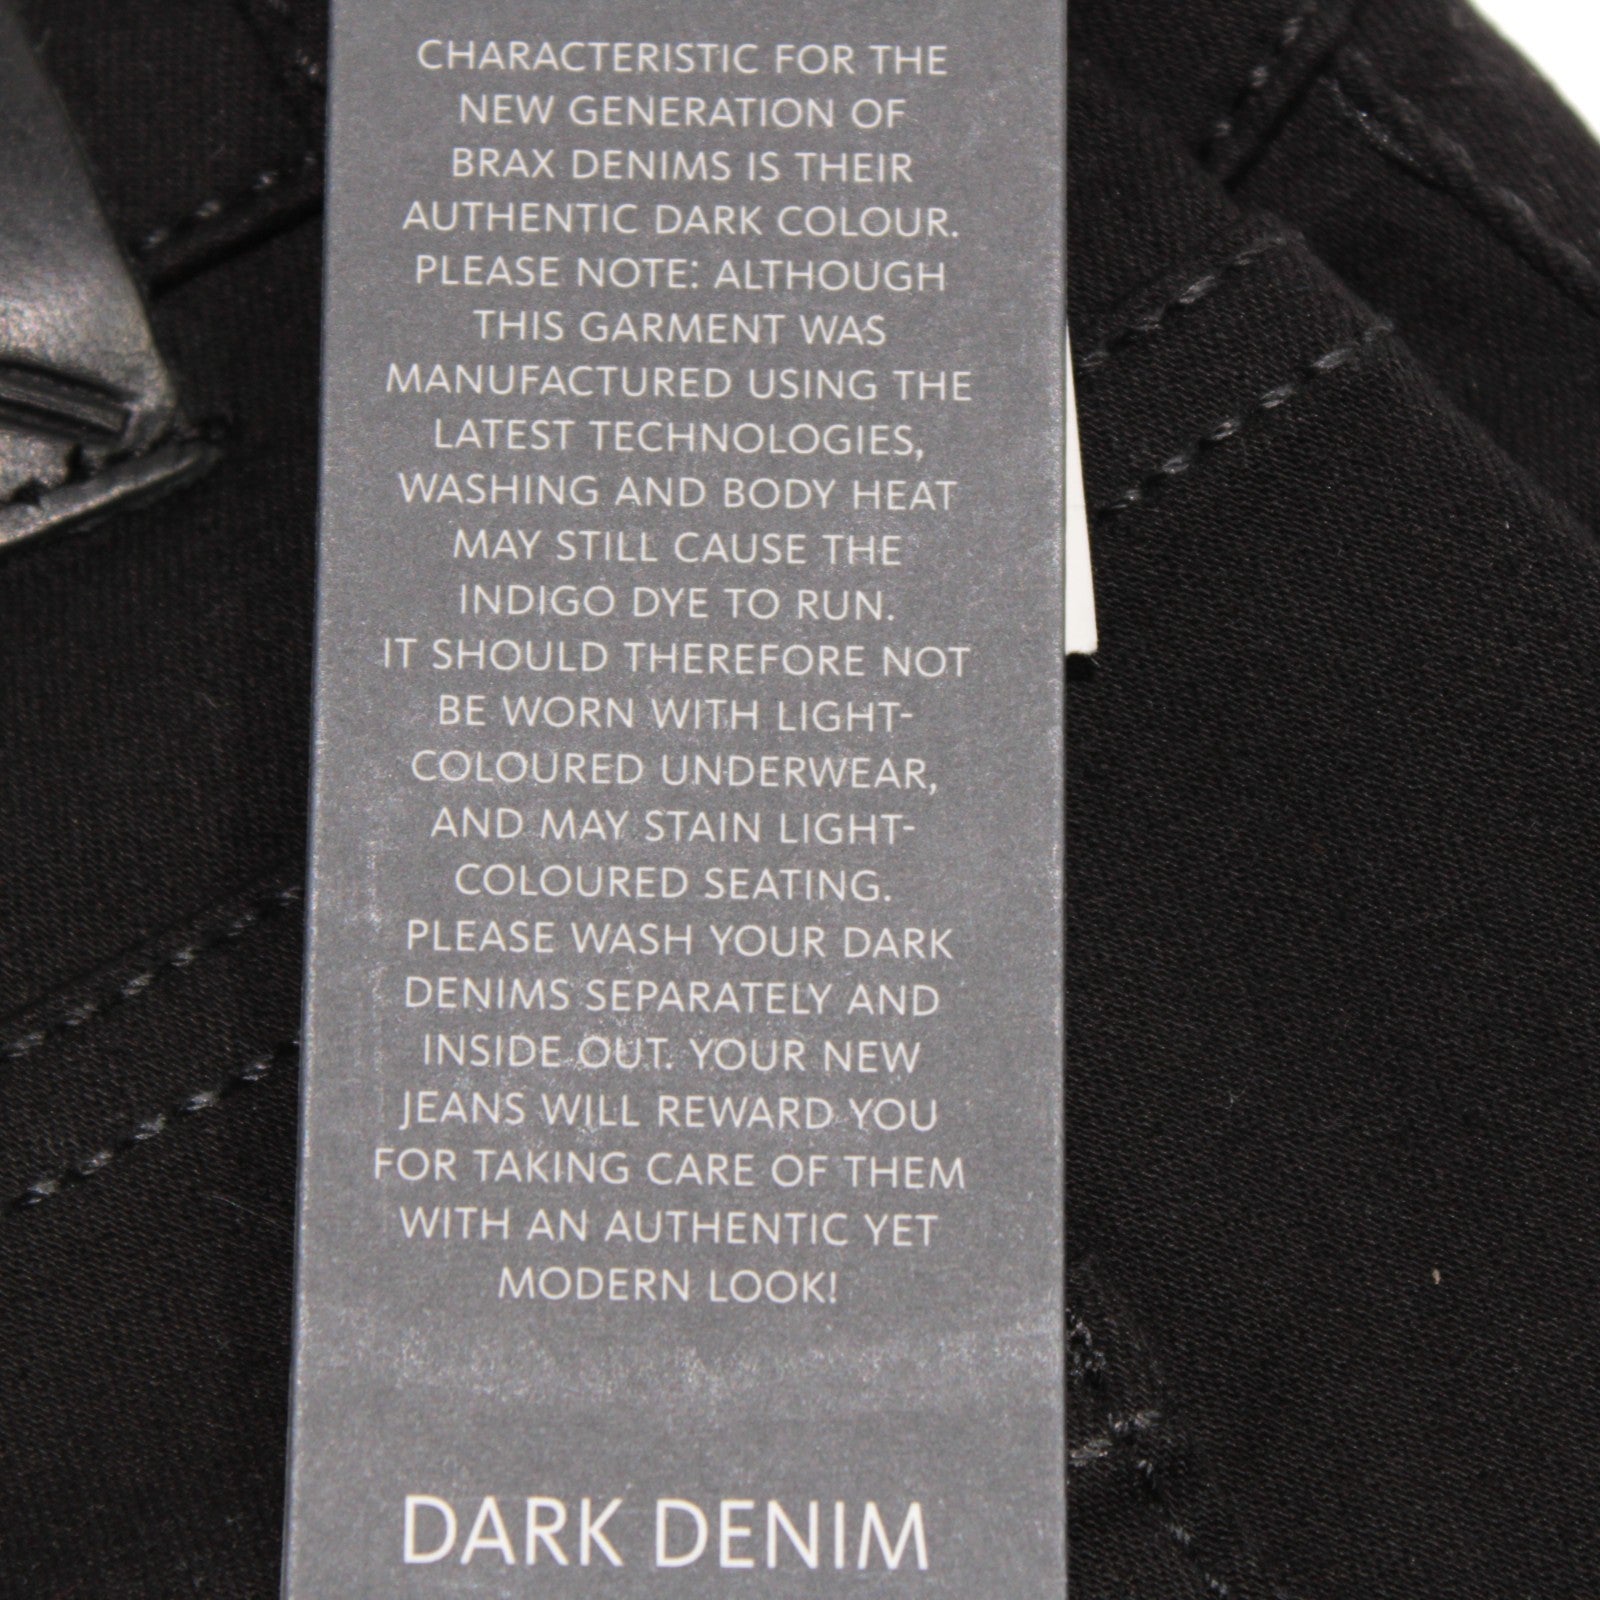 CHARACTERISTIC FOR THE
NEW GENERATION OF
BRAX DENIMS IS THEIR
AUTHENTIC DARK COLOUR.
PLEASE NOTE: ALTHOUGH
THIS GARMENT WAS
MANUFACTURED USING THE
LATEST TECHNOLOGIES,
WASHING AND BODY HEAT
MAY STILL CAUSE THE
INDIGO DYE TO RUN.
IT SHOULD THEREFORE NOT
BE WORN WITH LIGHT-
COLOURED UNDERWEAR,
AND MAY STAIN LIGHT-
COLOURED SEATING.
PLEASE WASH YOUR DARK
DENIMS SEPARATELY AND
INSIDE OUT. YOUR NEW
JEANS WILL REWARD YOU
FOR TAKING CARE OF THEM
WITH AN AUTHENTIC YET
MODERN LOOK!
DARK DENIM